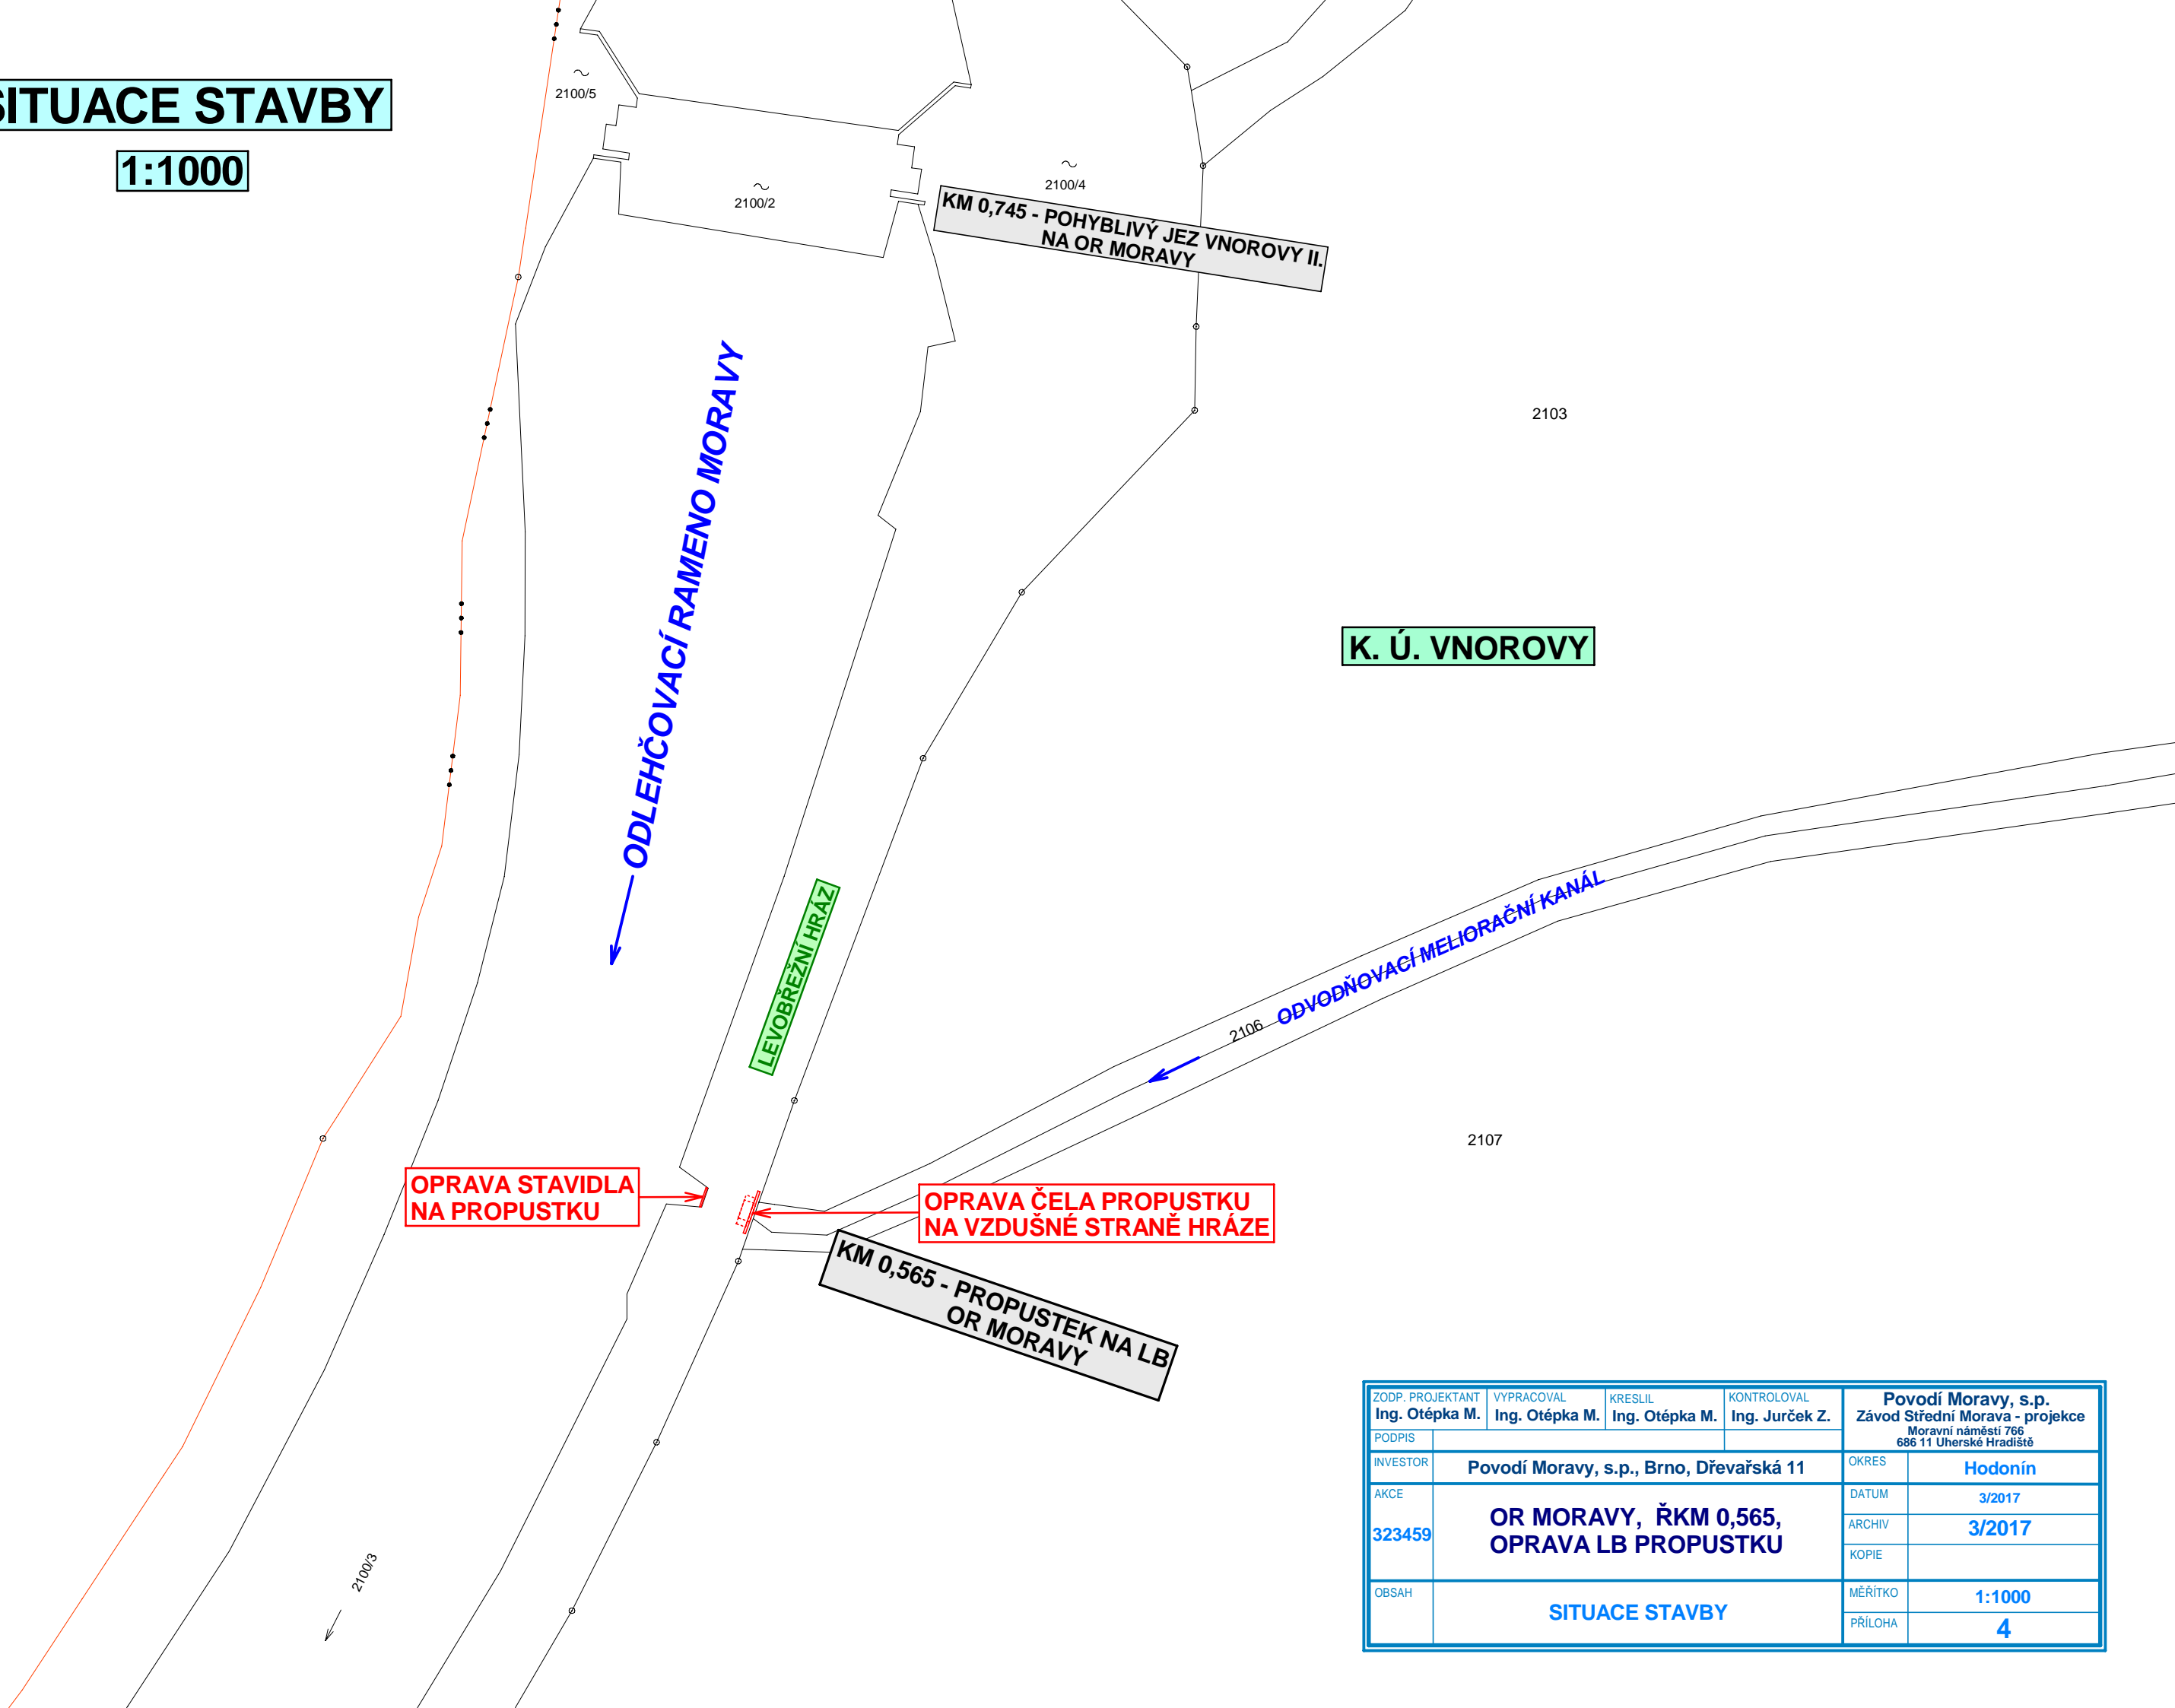 SITUACE STAVBY
1:1000
2100/5
2100/2
2100/4
KM 0,745 - POHYBLIVÝ JEZ VNOROVY II.
NA OR MORAVY
2103
ODLEHČOVACÍ RAMENO MORAVY
K. Ú. VNOROVY
LEVOBŘEŽNÍ HRÁZ
ODVODŇOVACÍ MELIORAČNÍ KANÁL
2106
2107
OPRAVA STAVIDLA
NA PROPUSTKU
OPRAVA ČELA PROPUSTKU
NA VZDUŠNÉ STRANĚ HRÁZE
KM 0,565 - PROPUSTEK NA LB
OR MORAVY
2100/3
ZODP. PROJEKTANT
Ing. Otépka M.
VYPRACOVAL
Ing. Otépka M.
KRESLIL
Ing. Otépka M.
KONTROLOVAL
Ing. Jurček Z.
Povodí Moravy, s.p.
Závod Střední Morava - projekce
Moravní náměstí 766
686 11 Uherské Hradiště
PODPIS
INVESTOR
Povodí Moravy, s.p., Brno, Dřevařská 11
OKRES
Hodonín
AKCE
323459
OR MORAVY, ŘKM 0,565,
OPRAVA LB PROPUSTKU
DATUM
3/2017
ARCHIV
3/2017
KOPIE
OBSAH
SITUACE STAVBY
MĚŘÍTKO
1:1000
PŘÍLOHA
4